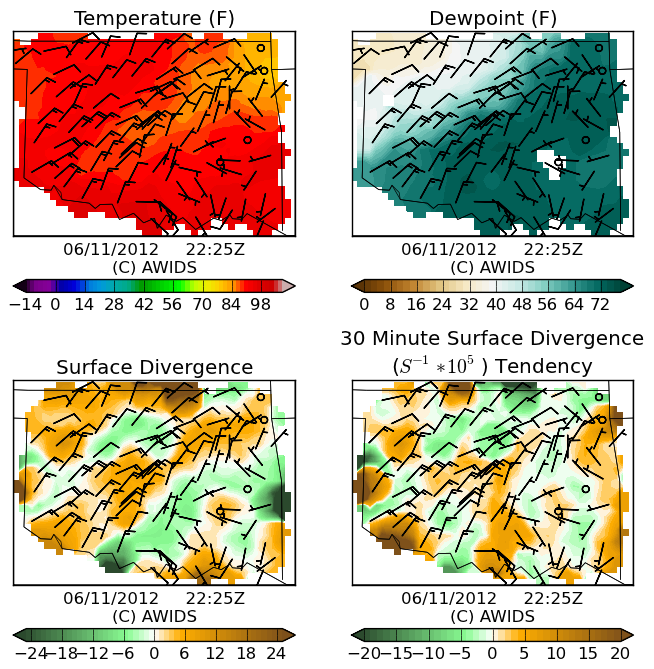 Temperature (F)
Dewpoint (F)
06/11/2012 22:25Z
(C) AWIDS
06/11/2012 22:25Z
(C) AWIDS
−14 0 14 28 42 56 70 84 98
0 8 16 24 32 40 48 56 64 72
Surface Divergence
30 Minute Surface Divergence
(S⁻¹ *10⁵ ) Tendency
06/11/2012 22:25Z
(C) AWIDS
06/11/2012 22:25Z
(C) AWIDS
−24 −18 −12 −6 0 6 12 18 24
−20 −15 −10 −5 0 5 10 15 20